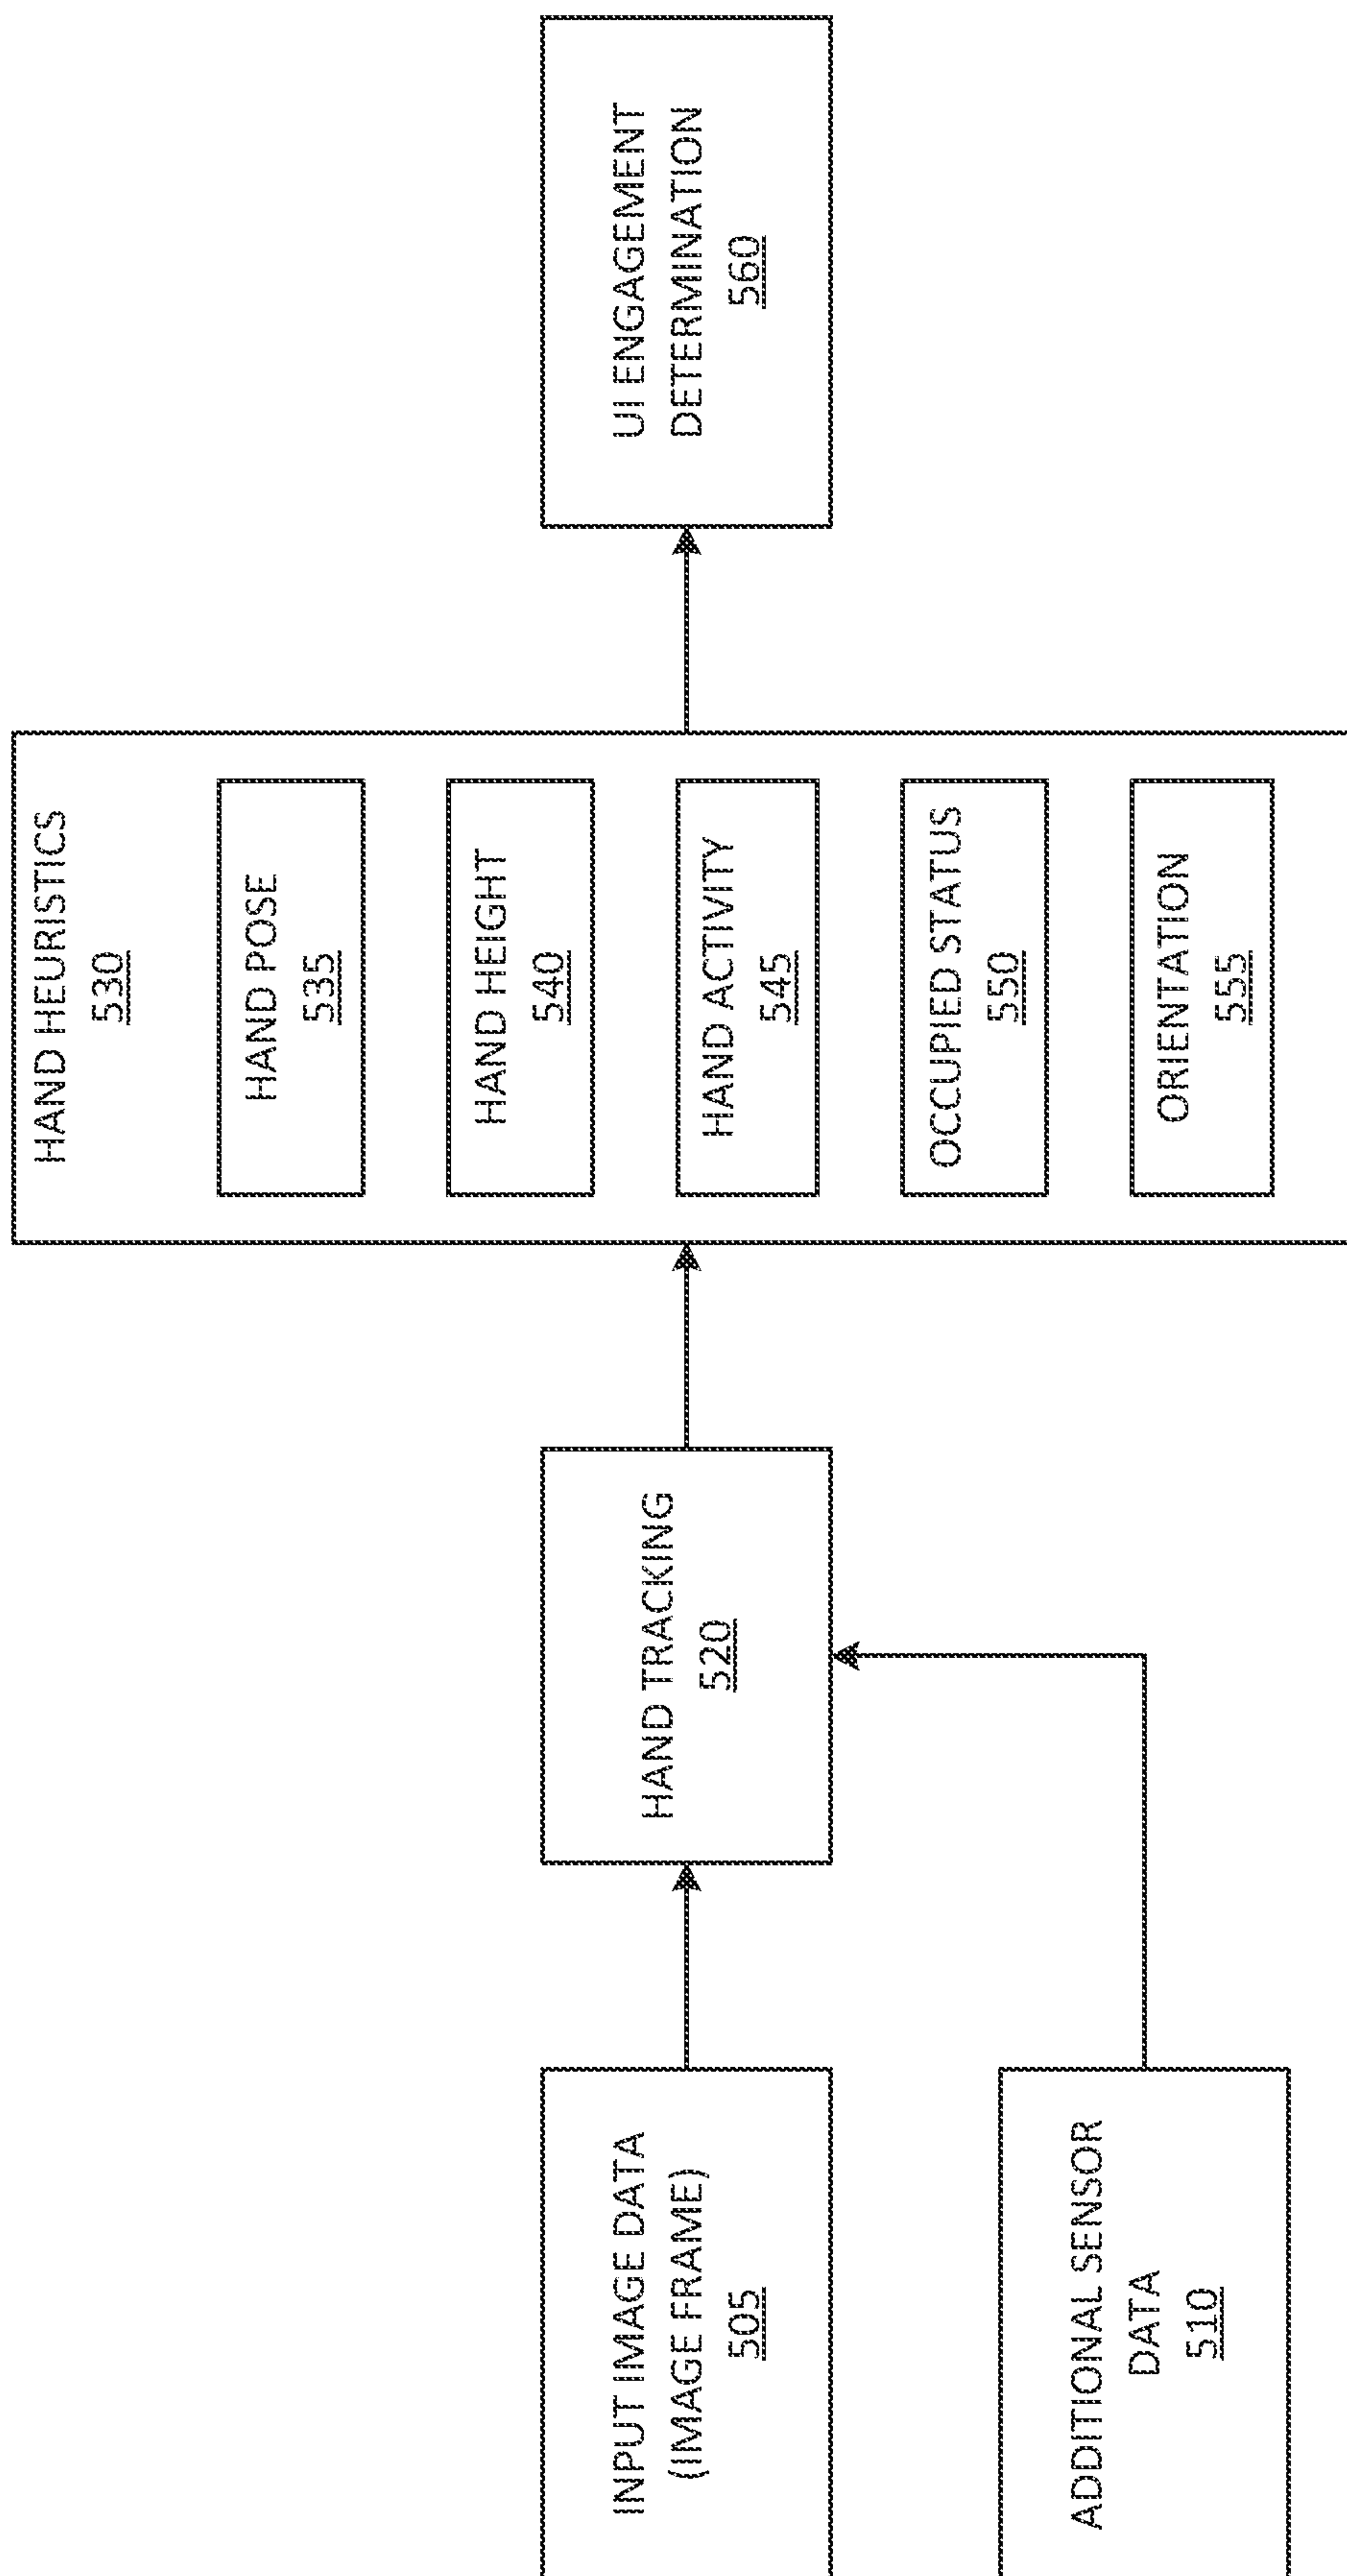 INPUT IMAGE DATA
(IMAGE FRAME)
505
ADDITIONAL SENSOR
DATA
510
HAND TRACKING
520
HAND HEURISTICS
530
HAND POSE
535
HAND HEIGHT
540
HAND ACTIVITY
545
OCCUPIED STATUS
550
ORIENTATION
555
UI ENGAGEMENT
DETERMINATION
560